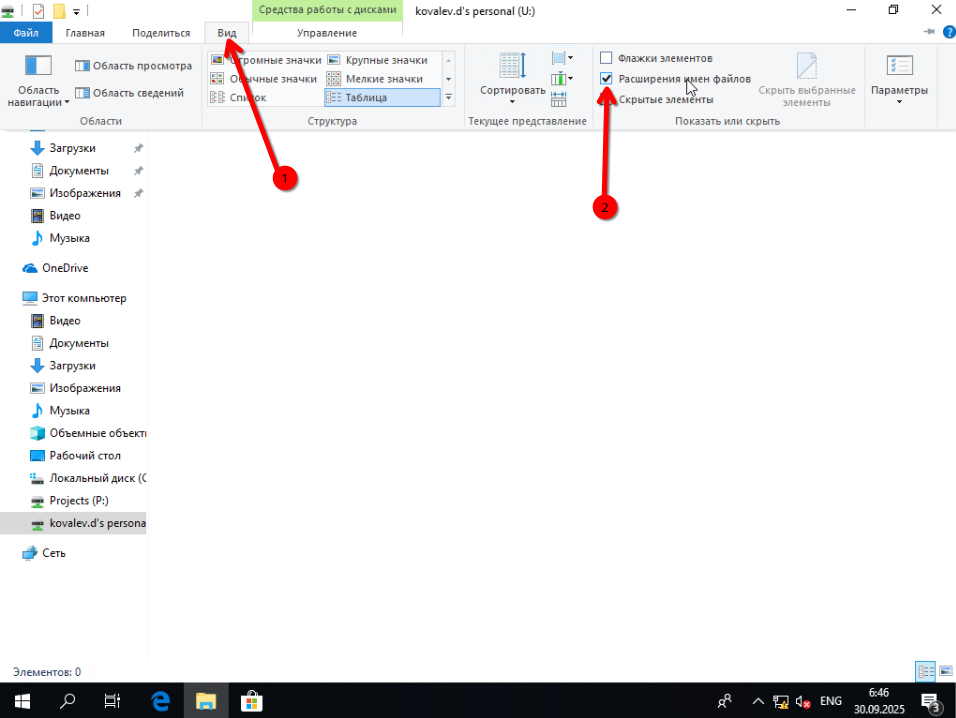 Средства работы с дисками
kovalev.d's personal (U:)
Файл
Главная
Поделиться
Вид
Управление
Область навигации
Область просмотра
Область сведений
Области
Огромные значки
Крупные значки
Обычные значки
Мелкие значки
Список
Таблица
Структура
Сортировать
Текущее представление
Флажки элементов
Расширения имен файлов
Скрытые элементы
Скрыть выбранные элементы
Показать или скрыть
Параметры
1
2
Загрузки
Документы
Изображения
Видео
Музыка
OneDrive
Этот компьютер
Видео
Документы
Загрузки
Изображения
Музыка
Объемные объекты
Рабочий стол
Локальный диск (C
Projects (P:)
kovalev.d's persona
Сеть
Элементов: 0
ENG
6:46
30.09.2025
3